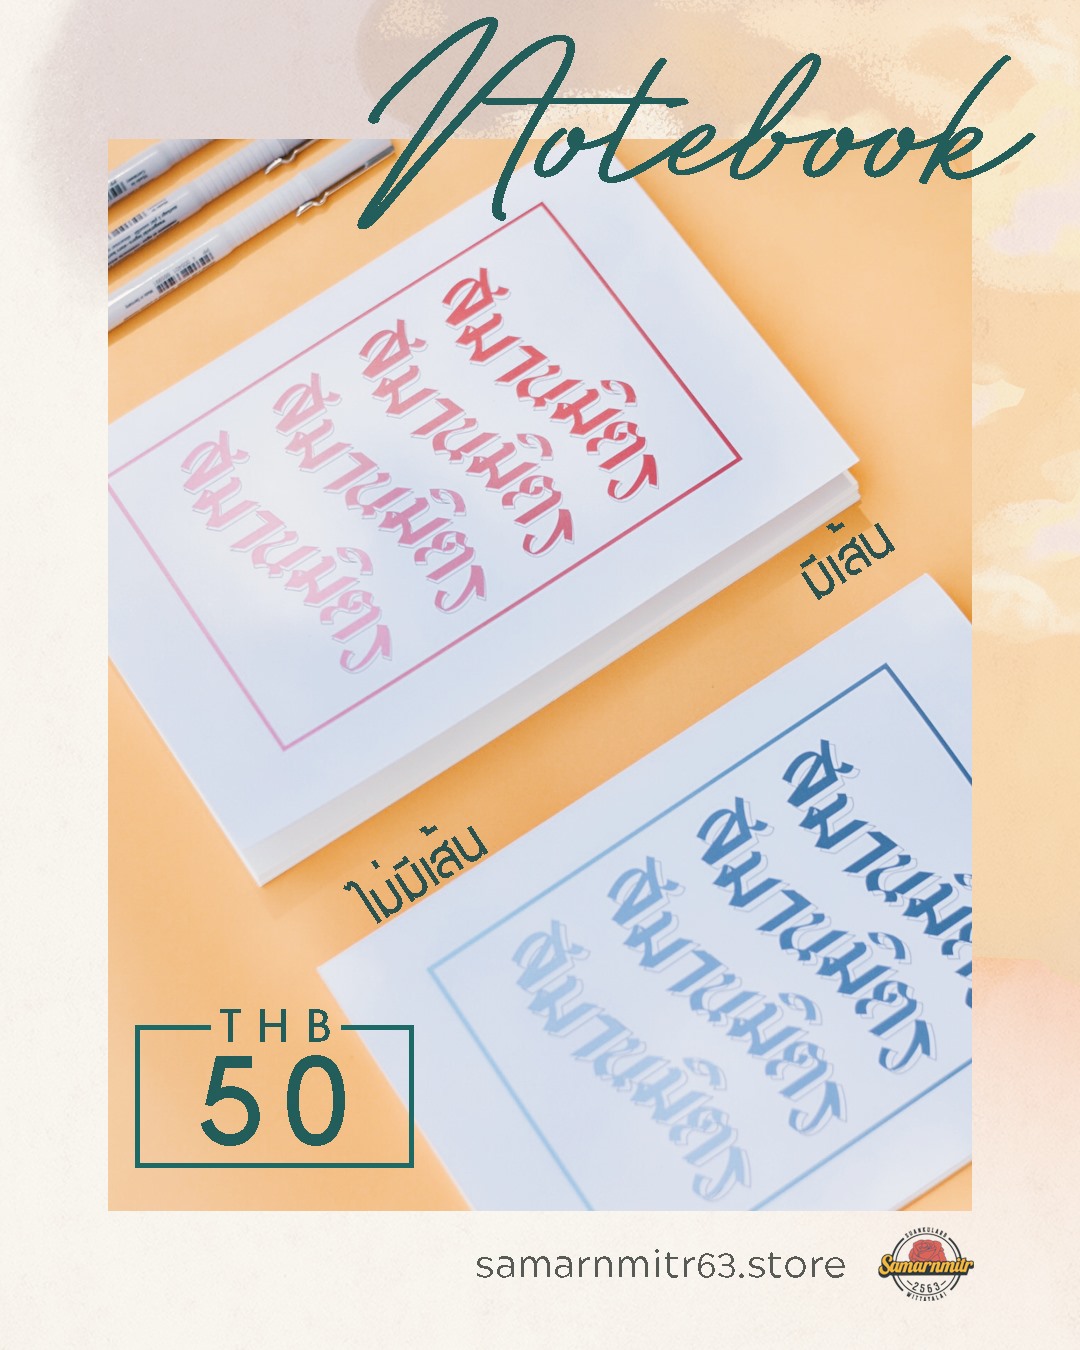 Notebook
สมานมิตร
สมานมิตร
สมานมิตร
สมานมิตร
มีเส้น
ไม่มีเส้น
สมานมิตร
สมานมิตร
สมานมิตร
สมานมิตร
THB
50
samarnmitr63.store
SUANKULARB
Samarnmitr
2563
WITTAYALAI